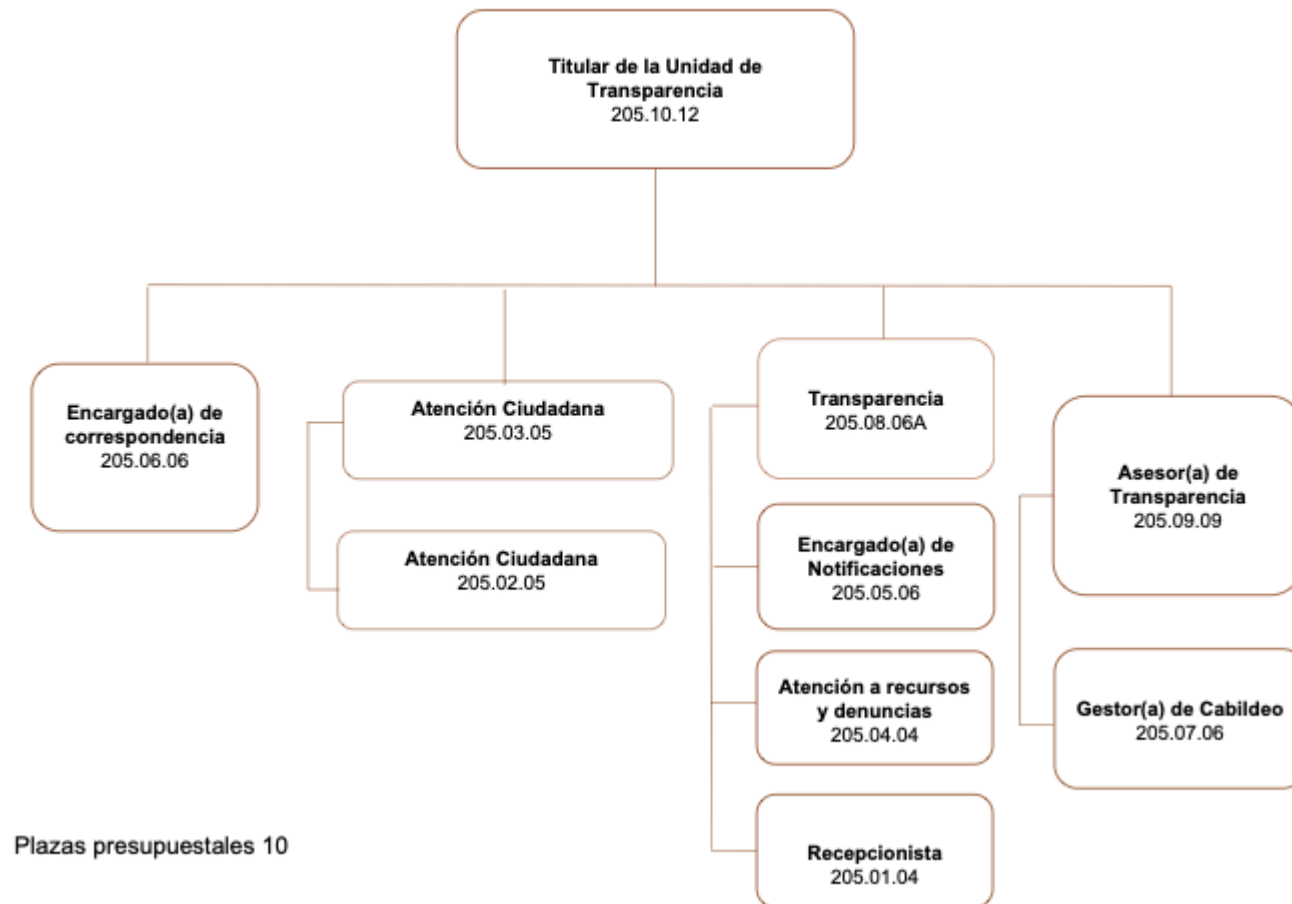 Titular de la Unidad de
Transparencia
205.10.12
Encargado(a) de
correspondencia
205.06.06
Atención Ciudadana
205.03.05
Atención Ciudadana
205.02.05
Transparencia
205.08.06A
Encargado(a) de
Notificaciones
205.05.06
Atención a recursos
y denuncias
205.04.04
Recepcionista
205.01.04
Asesor(a) de
Transparencia
205.09.09
Gestor(a) de Cabildeo
205.07.06
Plazas presupuestales 10